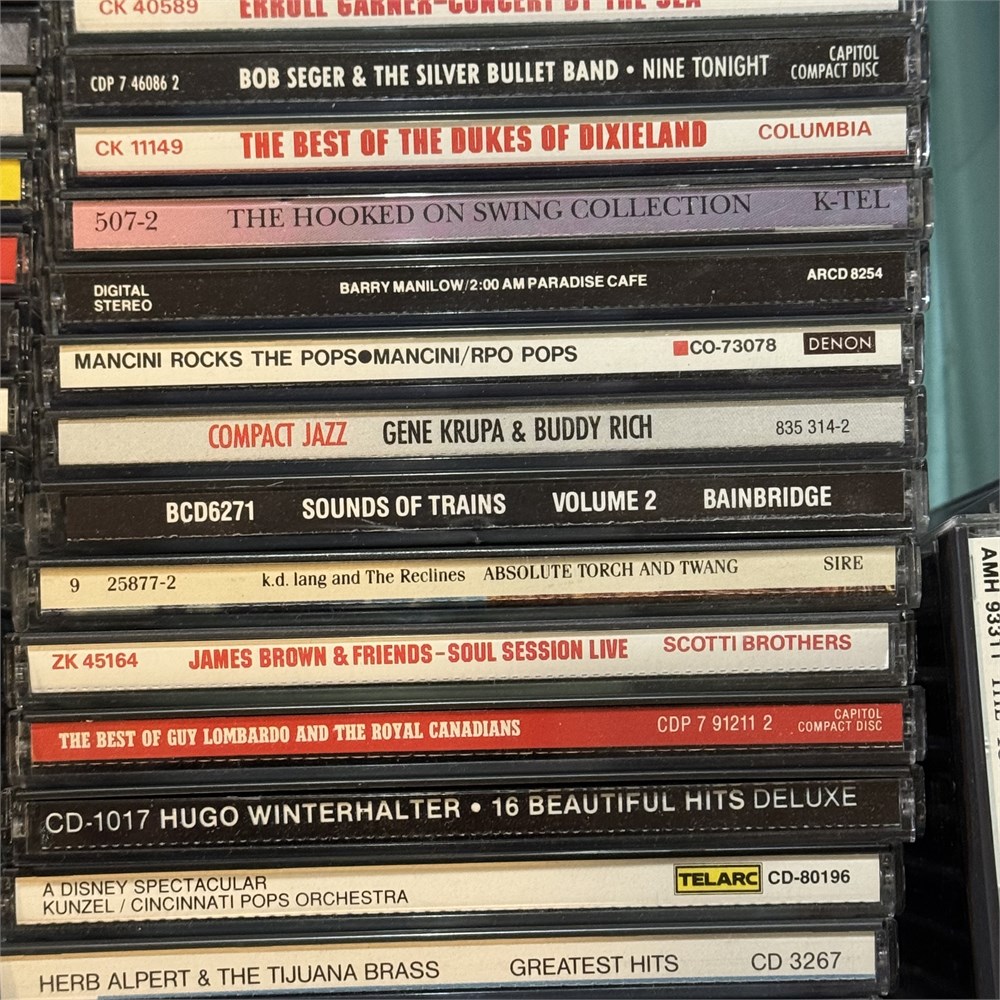 CK 40589 ERROLL GARNER-CONCERT BY THE SEA
CDP 7 46086 2 BOB SEGER & THE SILVER BULLET BAND • NINE TONIGHT CAPITOL
COMPACT DISC
CK 11149 THE BEST OF THE DUKES OF DIXIELAND COLUMBIA
507-2 THE HOOKED ON SWING COLLECTION K-TEL
DIGITAL
STEREO
BARRY MANILOW/2:00 AM PARADISE CAFE ARCD 8254
MANCINI ROCKS THE POPS●MANCINI/RPO POPS CO-73078 DENON
COMPACT JAZZ GENE KRUPA & BUDDY RICH 835 314-2
BCD6271 SOUNDS OF TRAINS VOLUME 2 BAINBRIDGE
9 25877-2 k.d. lang and The Reclines ABSOLUTE TORCH AND TWANG SIRE
ZK 45164 JAMES BROWN & FRIENDS-SOUL SESSION LIVE SCOTTI BROTHERS
THE BEST OF GUY LOMBARDO AND THE ROYAL CANADIANS CDP 7 91211 2 CAPITOL
COMPACT DISC
CD-1017 HUGO WINTERHALTER • 16 BEAUTIFUL HITS DELUXE
A DISNEY SPECTACULAR
KUNZEL / CINCINNATI POPS ORCHESTRA
TELARC CD-80196
HERB ALPERT & THE TIJUANA BRASS GREATEST HITS CD 3267
AMH 93311